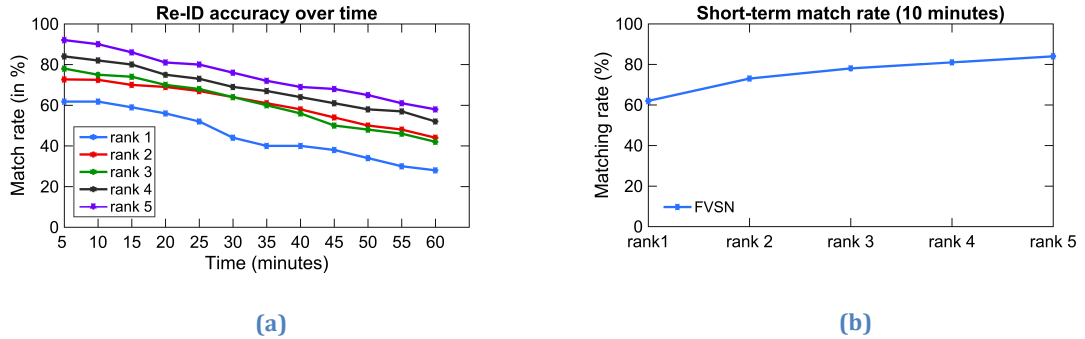 Re-ID accuracy over time
Match rate (in %)
100
80
60
40
20
0
rank 1
rank 2
rank 3
rank 4
rank 5
5 10 15 20 25 30 35 40 45 50 55 60
Time (minutes)
(a)
Short-term match rate (10 minutes)
Matching rate (%)
100
80
60
40
20
0
FVSN
rank1 rank 2 rank 3 rank 4 rank 5
(b)